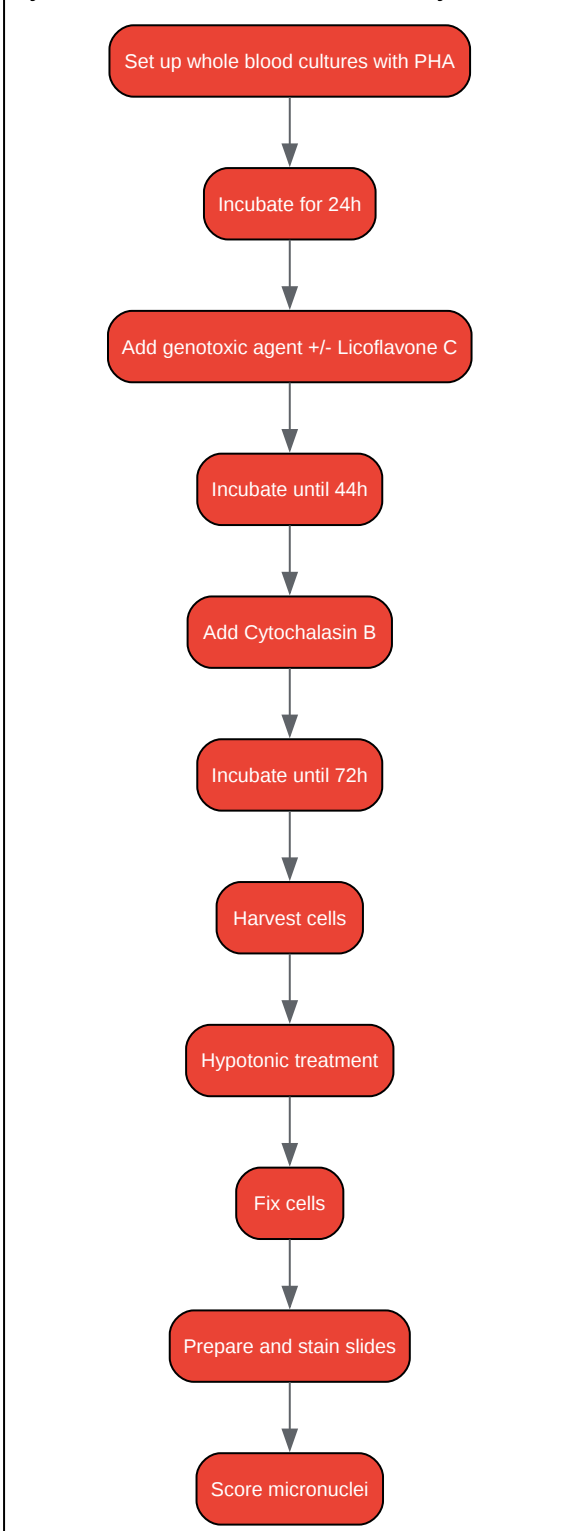 Set up whole blood cultures with PHA
Incubate for 24h
Add genotoxic agent +/- Licoflavone C
Incubate until 44h
Add Cytochalasin B
Incubate until 72h
Harvest cells
Hypotonic treatment
Fix cells
Prepare and stain slides
Score micronuclei